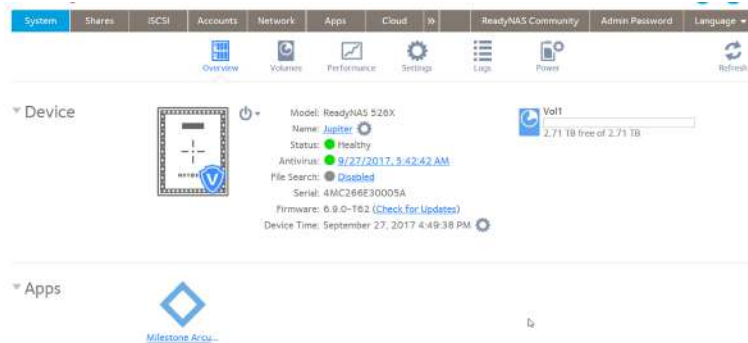 System Shares iSCSI Accounts Network Apps Cloud » ReadyNAS Community Admin Password Language
Overview Volumes Performance Settings Logs Power Refresh
Device
Model: ReadyNAS 526X
Name: Jupiter
Status: Healthy
Antivirus: 9/27/2017, 5:42:42 AM
File Search: Disabled
Serial: 4MC266E30005A
Firmware: 6.9.0-T62 (Check for Updates)
Device Time: September 27, 2017 4:49:38 PM
Vol1
2.71 TB free of 2.71 TB
Apps
Milestone Arcu...